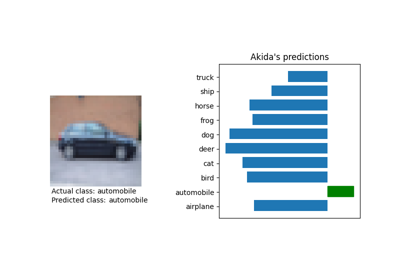 Akida's predictions
truck
ship
horse
frog
dog
deer
cat
bird
automobile
airplane
Actual class: automobile
Predicted class: automobile